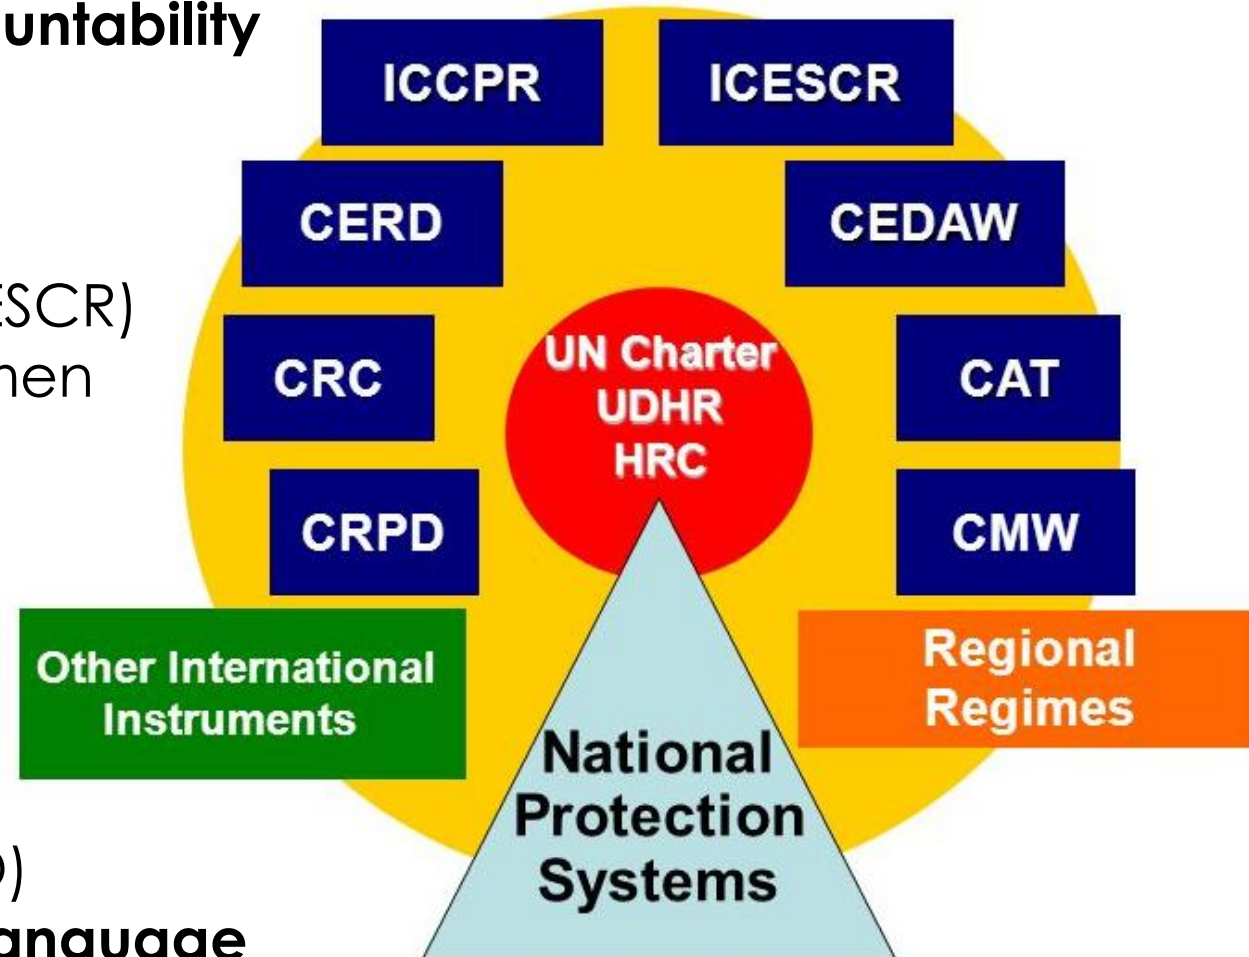 untability
ICCPR
ICESCR
CERD
CEDAW
ESCR)
men
CRC
UN Charter
UDHR
HRC
CAT
CRPD
CMW
Other International
Instruments
Regional
Regimes
National
Protection
Systems
)
anguage